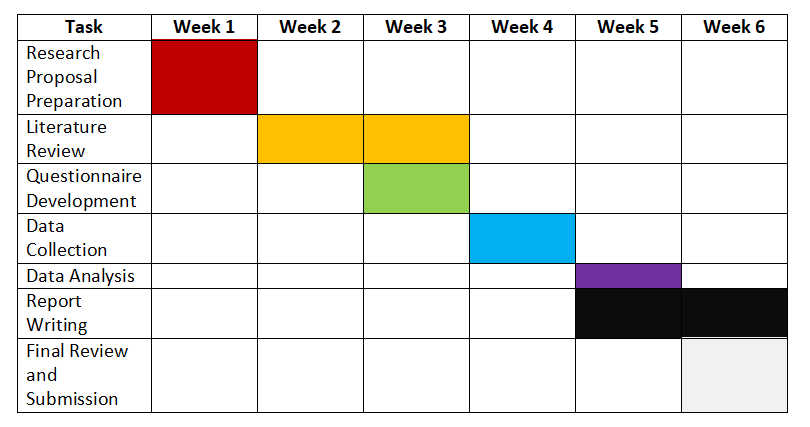 Task Week 1 Week 2 Week 3 Week 4 Week 5 Week 6
Research
Proposal
Preparation
Literature
Review
Questionnaire
Development
Data
Collection
Data Analysis
Report
Writing
Final Review
and
Submission